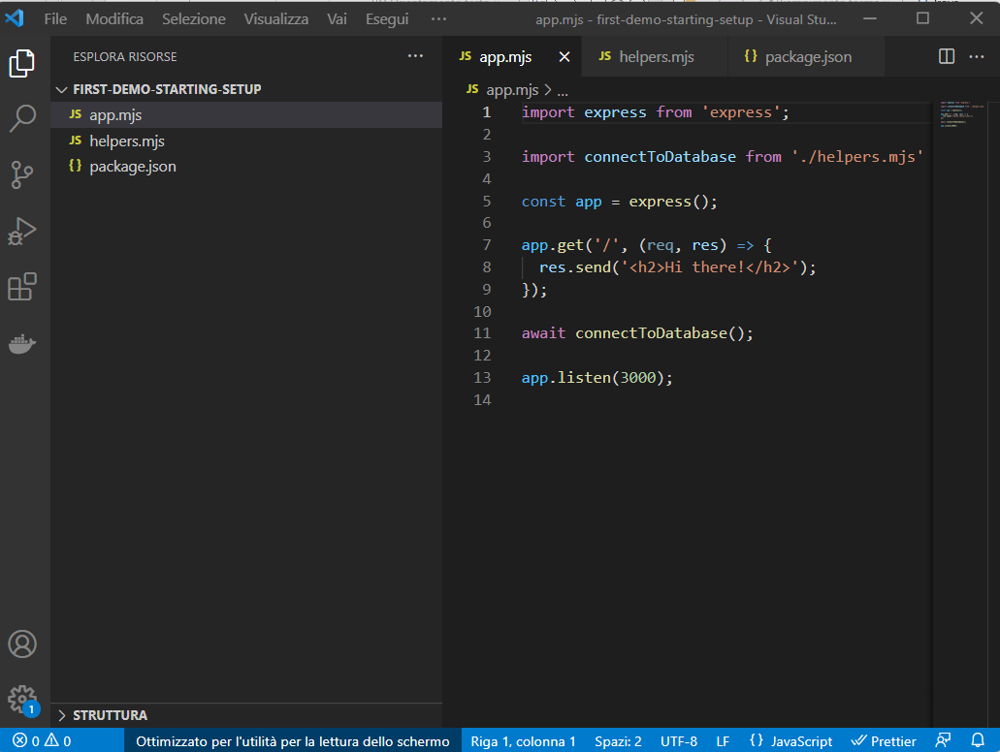 File Modifica Selezione Visualizza Vai Esegui ··· app.mjs - first-demo-starting-setup - Visual Stu...
ESPLORA RISORSE ···
FIRST-DEMO-STARTING-SETUP
JS app.mjs
JS helpers.mjs
{} package.json
STRUTTURA
JS app.mjs JS helpers.mjs {} package.json ···
JS app.mjs > ...
1 import express from 'express';
2
3 import connectToDatabase from './helpers.mjs'
4
5 const app = express();
6
7 app.get('/', (req, res) => {
8 res.send('<h2>Hi there!</h2>');
9 });
10
11 await connectToDatabase();
12
13 app.listen(3000);
14
1
0 0 Ottimizzato per l'utilità per la lettura dello schermo Riga 1, colonna 1 Spazi: 2 UTF-8 LF {} JavaScript Prettier